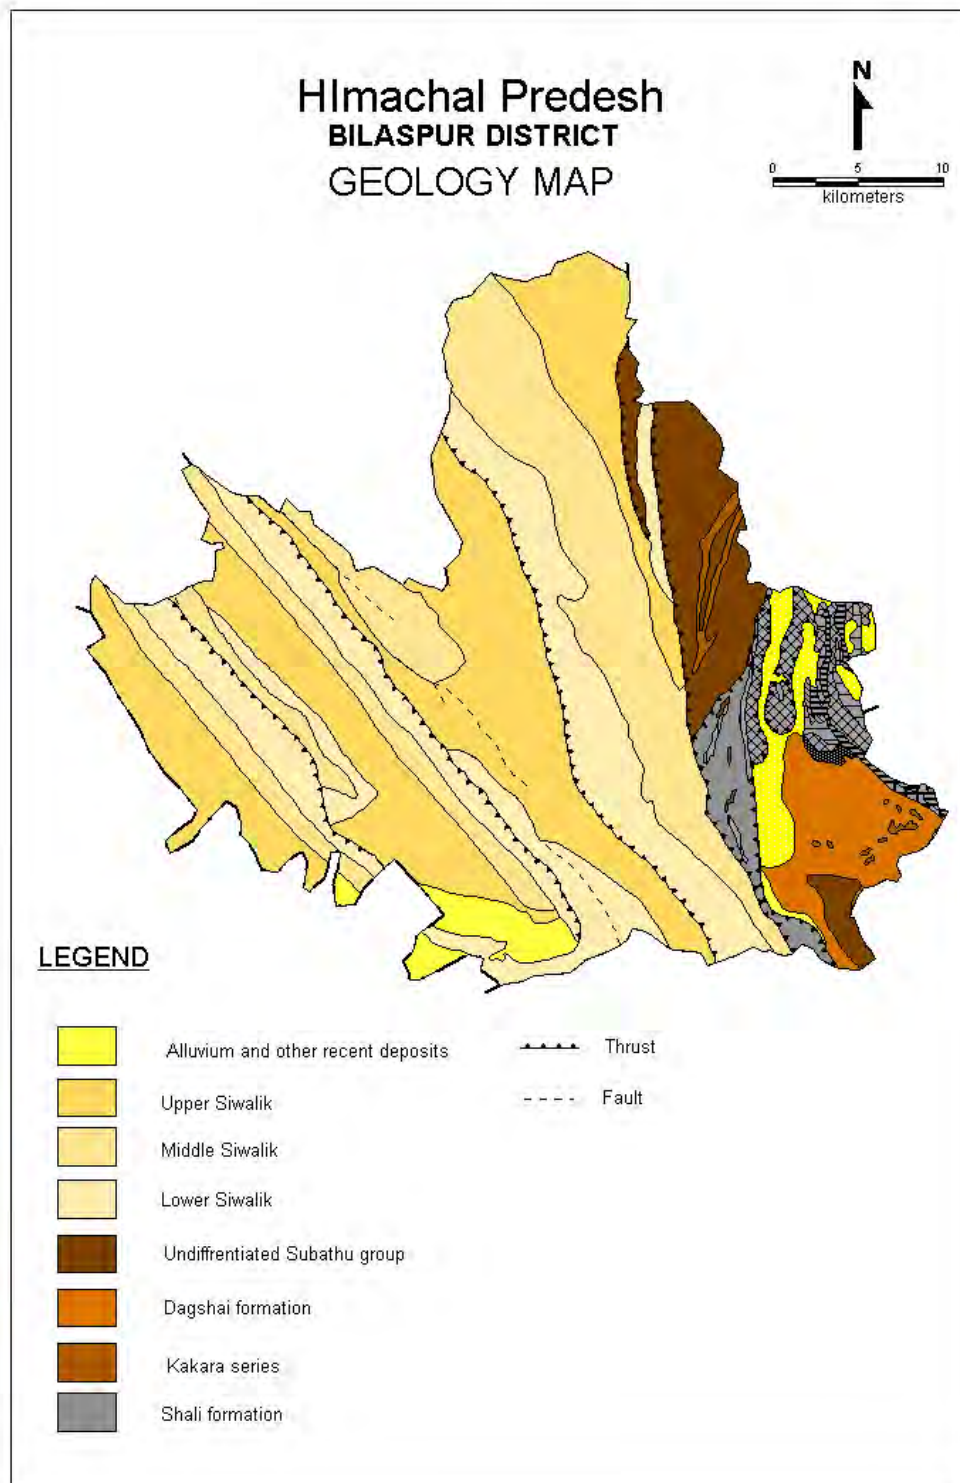 HImachal Predesh
BILASPUR DISTRICT
GEOLOGY MAP
N
0 5 10
kilometers
LEGEND
Alluvium and other recent deposits
Upper Siwalik
Middle Siwalik
Lower Siwalik
Undiffrentiated Subathu group
Dagshai formation
Kakara series
Shali formation
Thrust
Fault